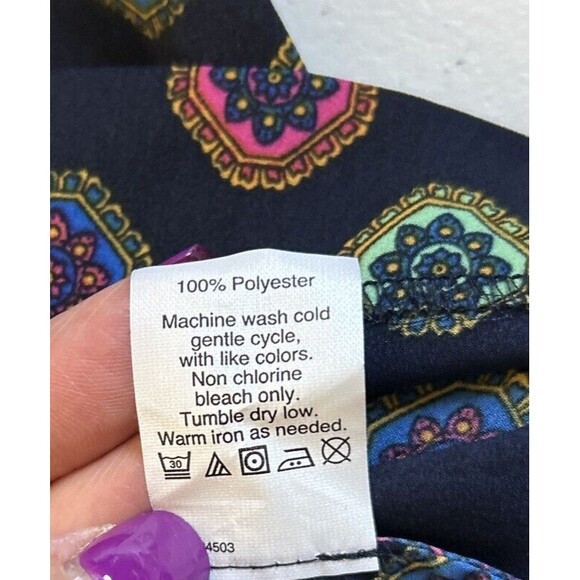 100% Polyester
Machine wash cold
gentle cycle,
with like colors.
Non chlorine
bleach only.
Tumble dry low.
Warm iron as needed.
30
4503